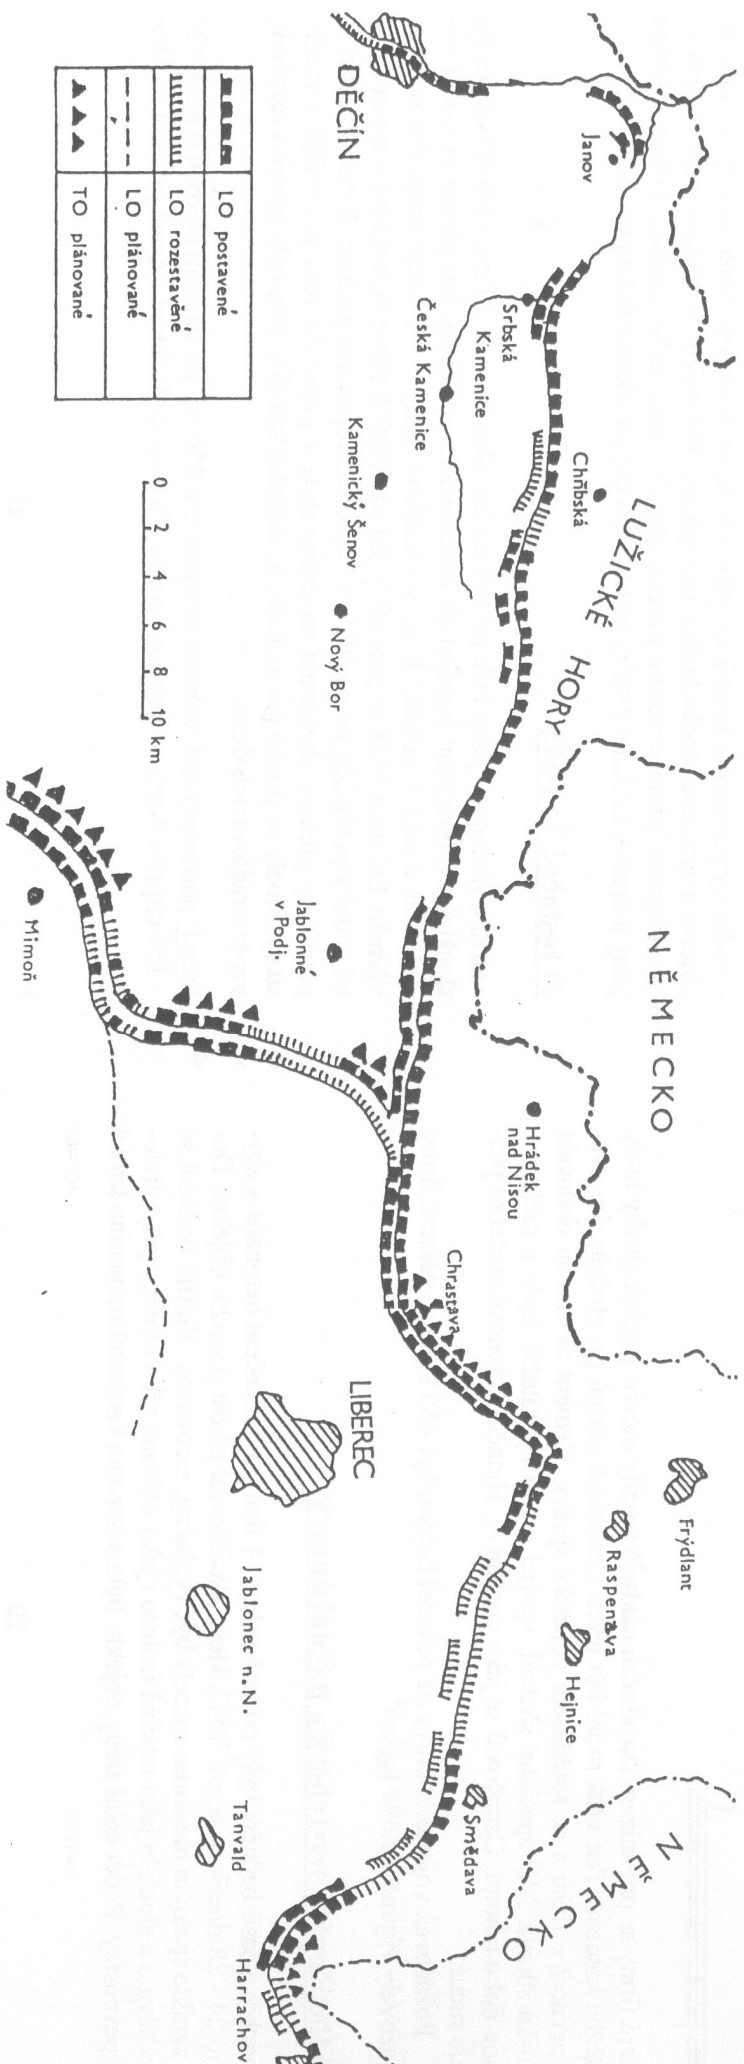 DĚČÍN
Janov
Srbská
Kamenice
Česká Kamenice
Chřibská
Kamenický Šenov
Nový Bor
LUŽICKÉ HORY
NĚMECKO
Hrádek
nad Nisou
Jablonné
v Podj.
Mimoň
Chrastava
LIBEREC
Frýdlant
Raspenava
Hejnice
Jablonec n. N.
Smědava
Tanvald
NĚMECKO
Harrachov
LO postavené
LO rozestavěné
LO plánované
TO plánované
0 2 4 6 8 10 km